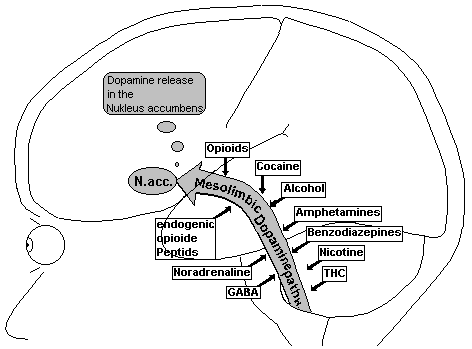 Dopamine release
in the
Nukleus accumbens
Opioids
Cocaine
N.acc.
Alcohol
Mesolimbic Dopaminepathw
Amphetamines
endogenic
opioide
Peptids
Benzodiazepines
Nicotine
Noradrenaline
THC
GABA